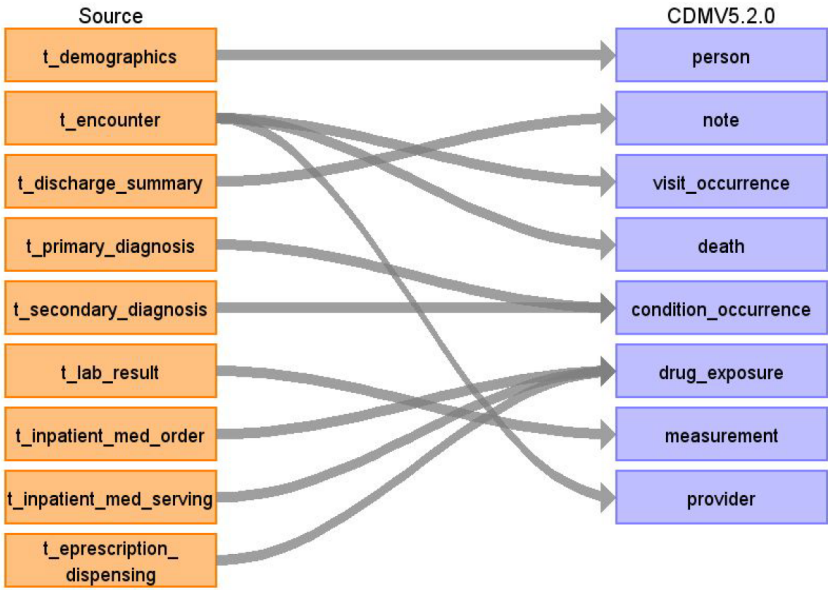 Source
CDMV5.2.0
t_demographics
person
t_encounter
note
t_discharge_summary
visit_occurrence
t_primary_diagnosis
death
t_secondary_diagnosis
condition_occurrence
t_lab_result
drug_exposure
t_inpatient_med_order
measurement
t_inpatient_med_serving
provider
t_eprescription_
dispensing